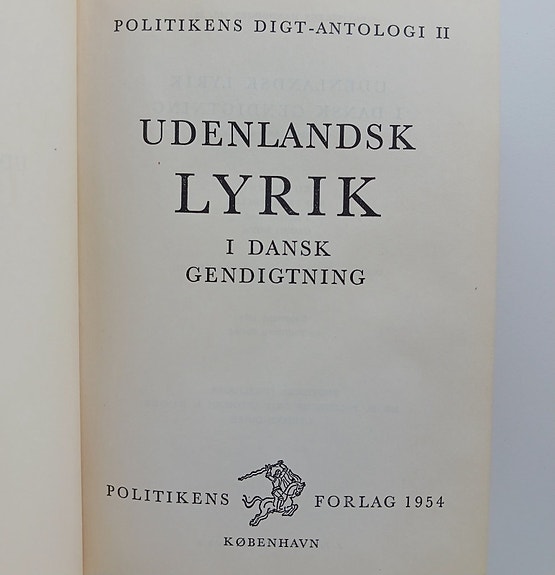 POLITIKENS DIGT-ANTOLOGI II
UDENLANDSK
LYRIK
I DANSK
GENDIGTNING
POLITIKENS FORLAG 1954
KØBENHAVN